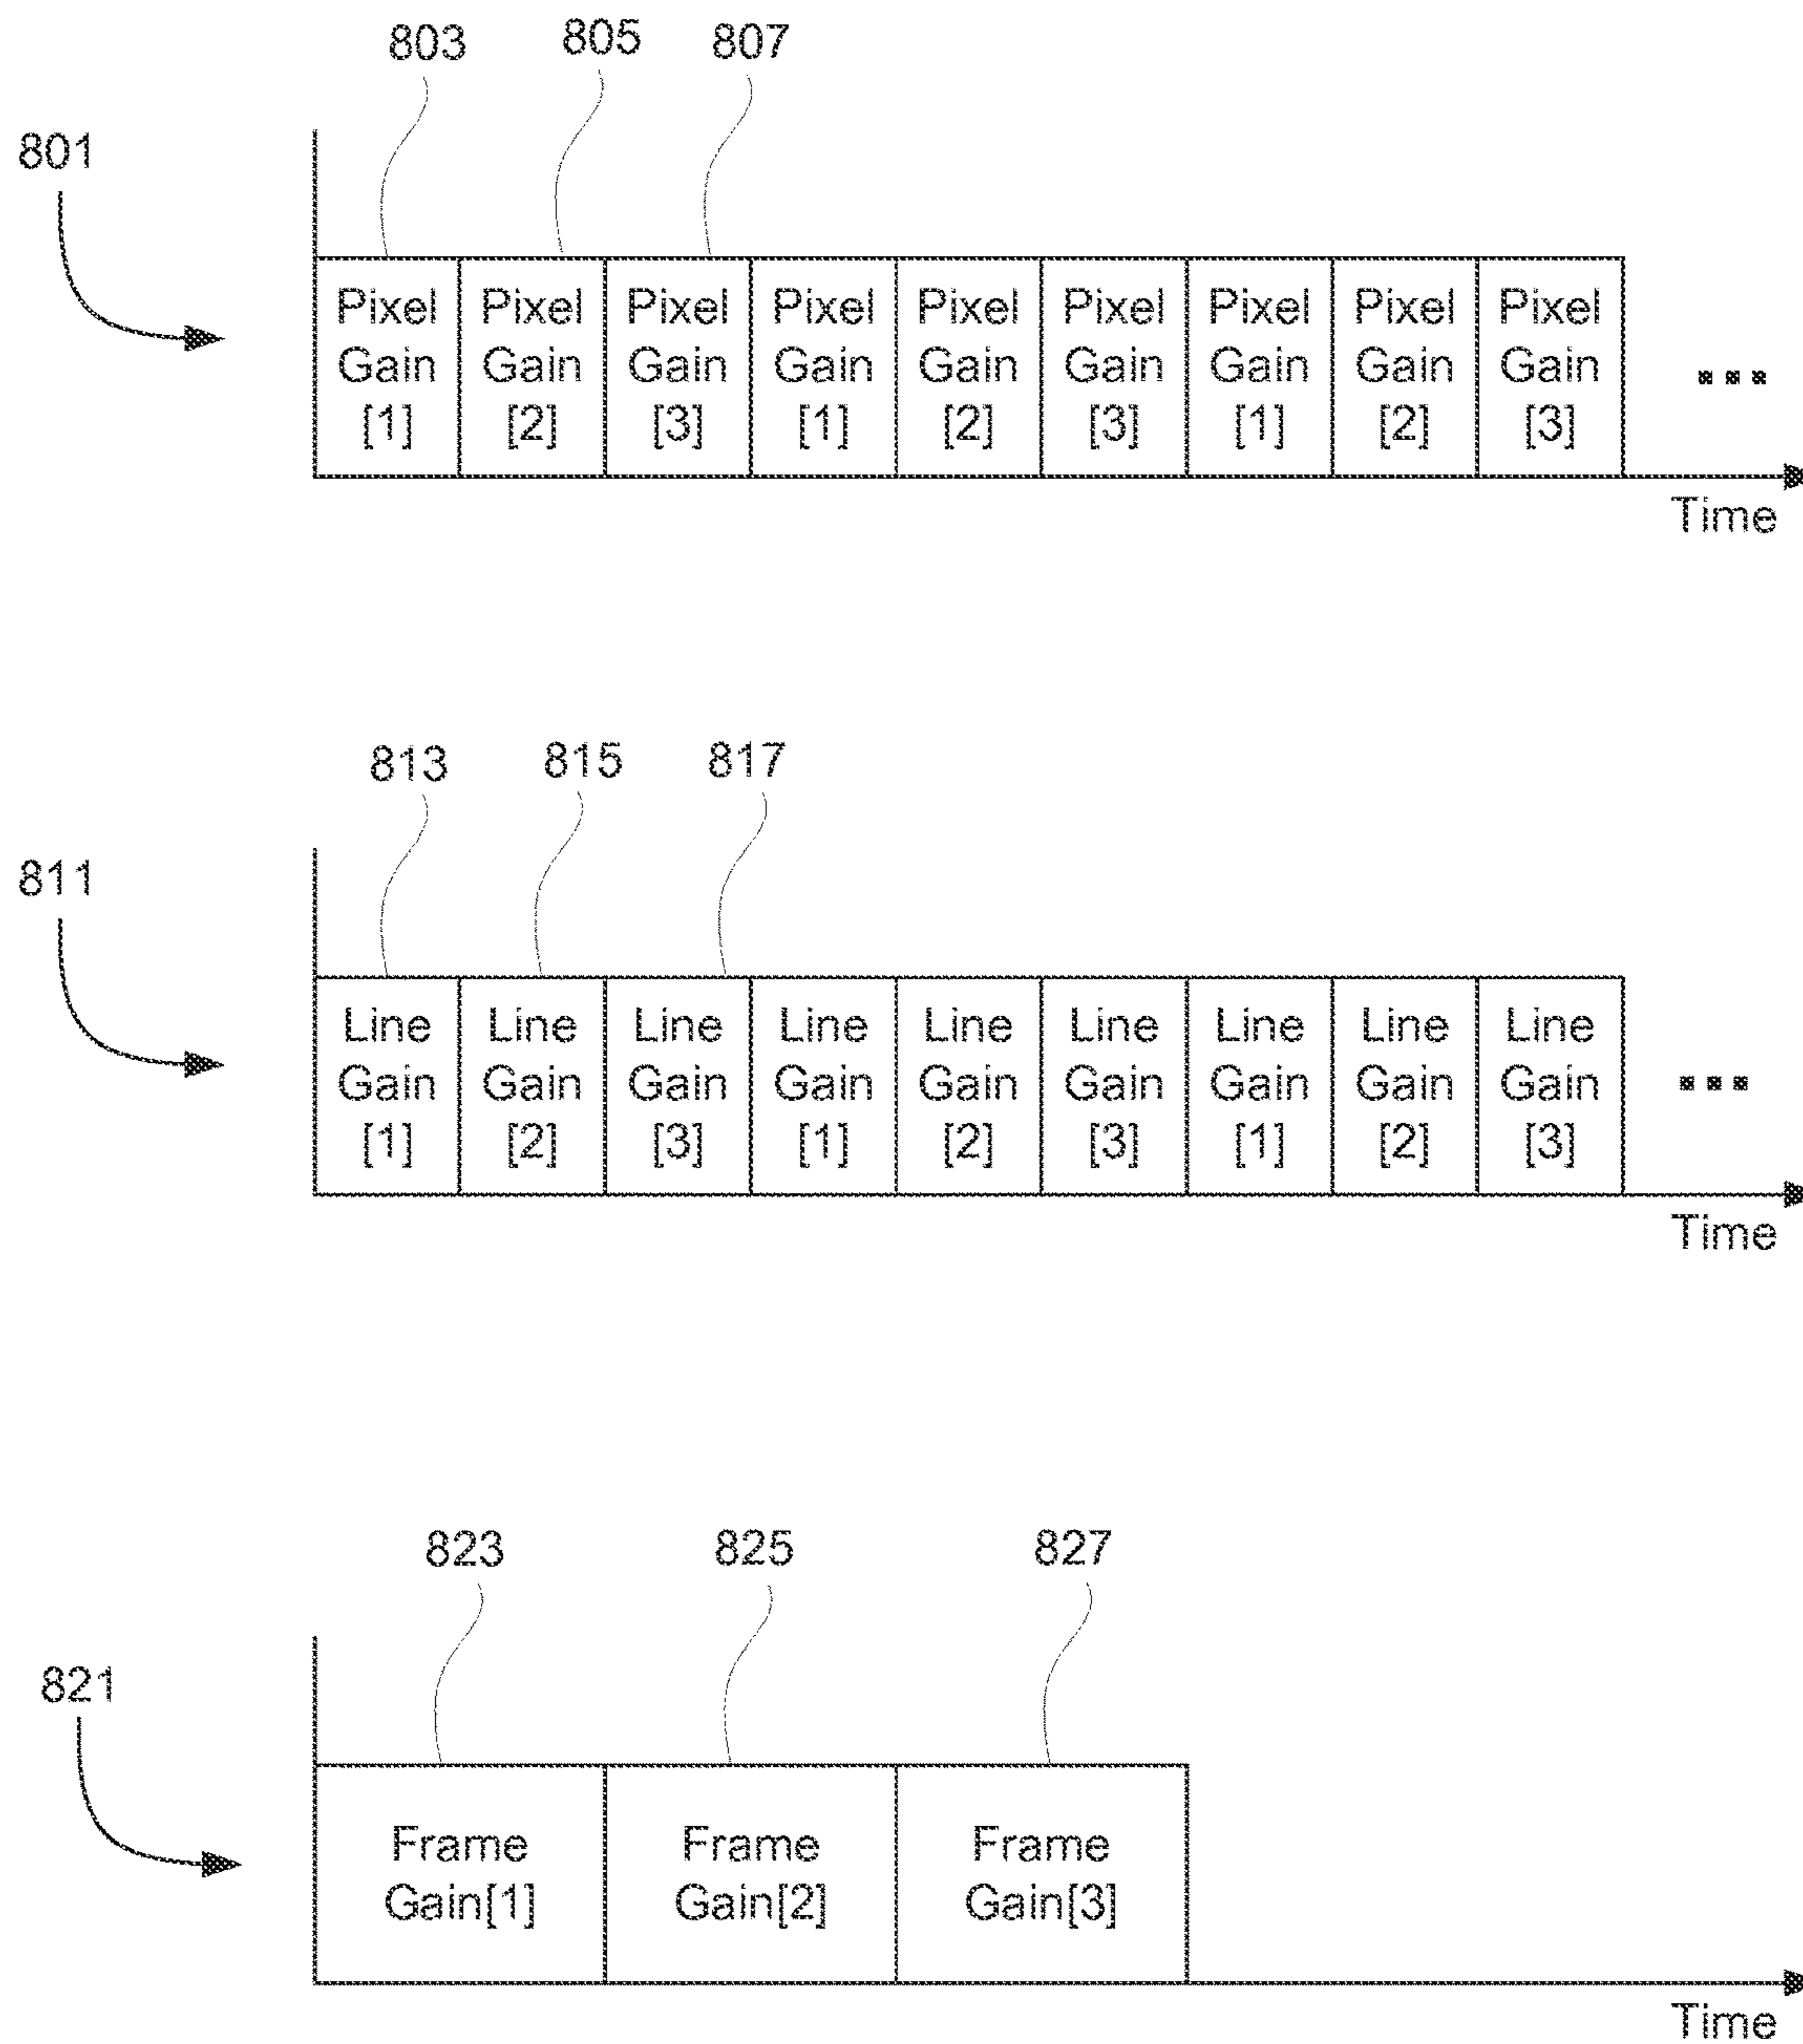 803 805 807
801
Pixel Pixel Pixel Pixel Pixel Pixel Pixel Pixel Pixel
Gain Gain Gain Gain Gain Gain Gain Gain Gain
[1] [2] [3] [1] [2] [3] [1] [2] [3]
...
Time
813 815 817
811
Line Line Line Line Line Line Line Line Line
Gain Gain Gain Gain Gain Gain Gain Gain Gain
[1] [2] [3] [1] [2] [3] [1] [2] [3]
...
Time
823 825 827
821
Frame Frame Frame
Gain[1] Gain[2] Gain[3]
Time